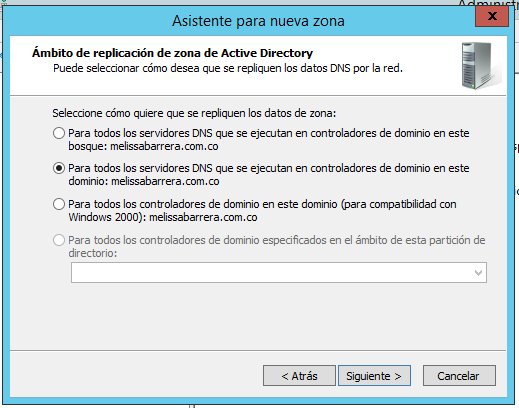 Administr
Asistente para nueva zona
x
Ámbito de replicación de zona de Active Directory
Puede seleccionar cómo desea que se repliquen los datos DNS por la red.
Seleccione cómo quiere que se repliquen los datos de zona:
Para todos los servidores DNS que se ejecutan en controladores de dominio en este
bosque: melissabarrera.com.co
Para todos los servidores DNS que se ejecutan en controladores de dominio en este
dominio: melissabarrera.com.co
Para todos los controladores de dominio en este dominio (para compatibilidad con
Windows 2000): melissabarrera.com.co
Para todos los controladores de dominio especificados en el ámbito de esta partición de
directorio:
< Atrás
Siguiente >
Cancelar